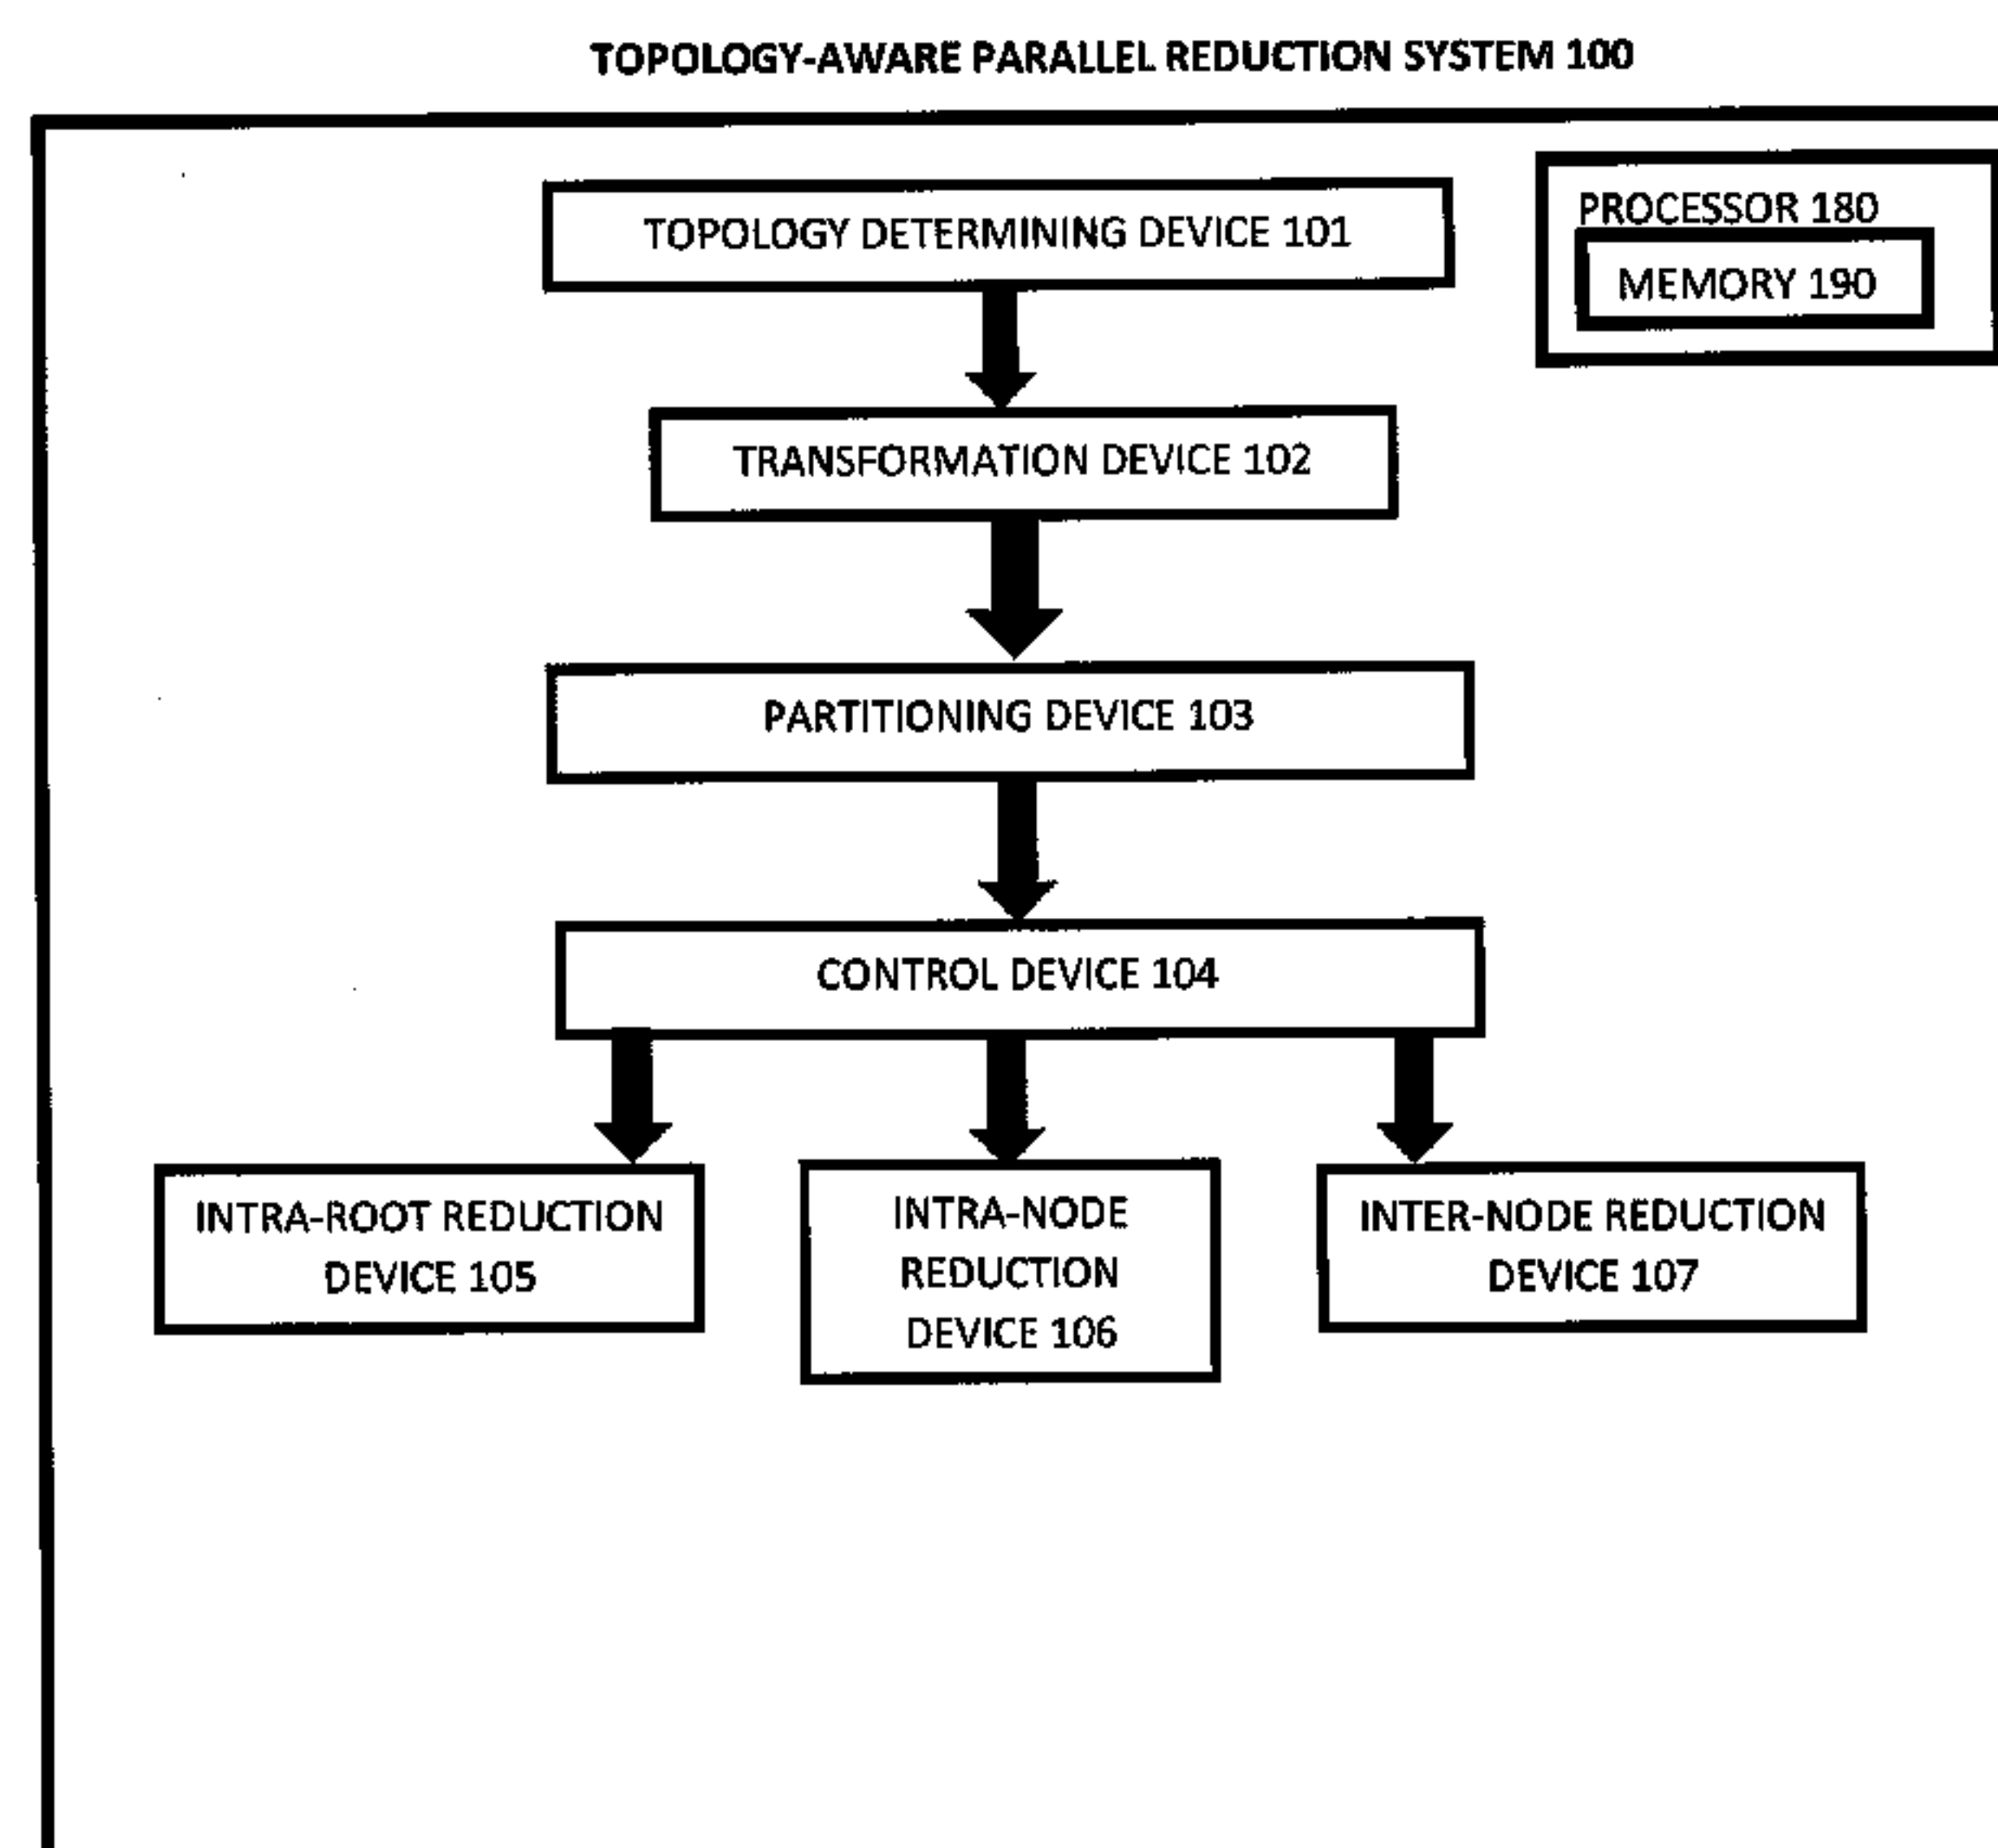 TOPOLOGY-AWARE PARALLEL REDUCTION SYSTEM 100
TOPOLOGY DETERMINING DEVICE 101
PROCESSOR 180
MEMORY 190
TRANSFORMATION DEVICE 102
PARTITIONING DEVICE 103
CONTROL DEVICE 104
INTRA-ROOT REDUCTION
DEVICE 105
INTRA-NODE
REDUCTION
DEVICE 106
INTER-NODE REDUCTION
DEVICE 107